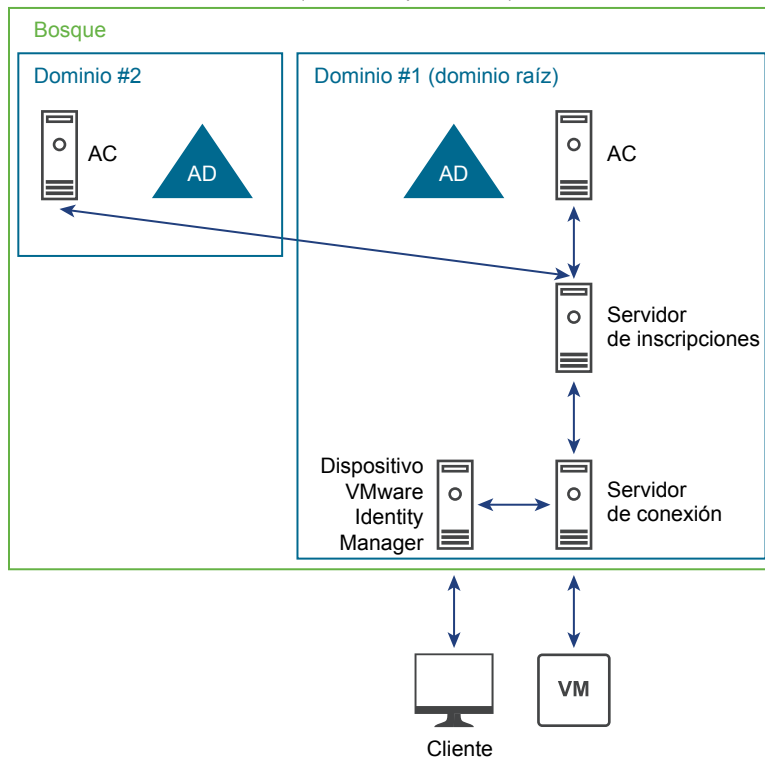 Bosque
Dominio #2
AC
AD
Dominio #1 (dominio raíz)
AD
AC
Servidor
de inscripciones
Dispositivo
VMware
Identity
Manager
Servidor
de conexión
Cliente
VM